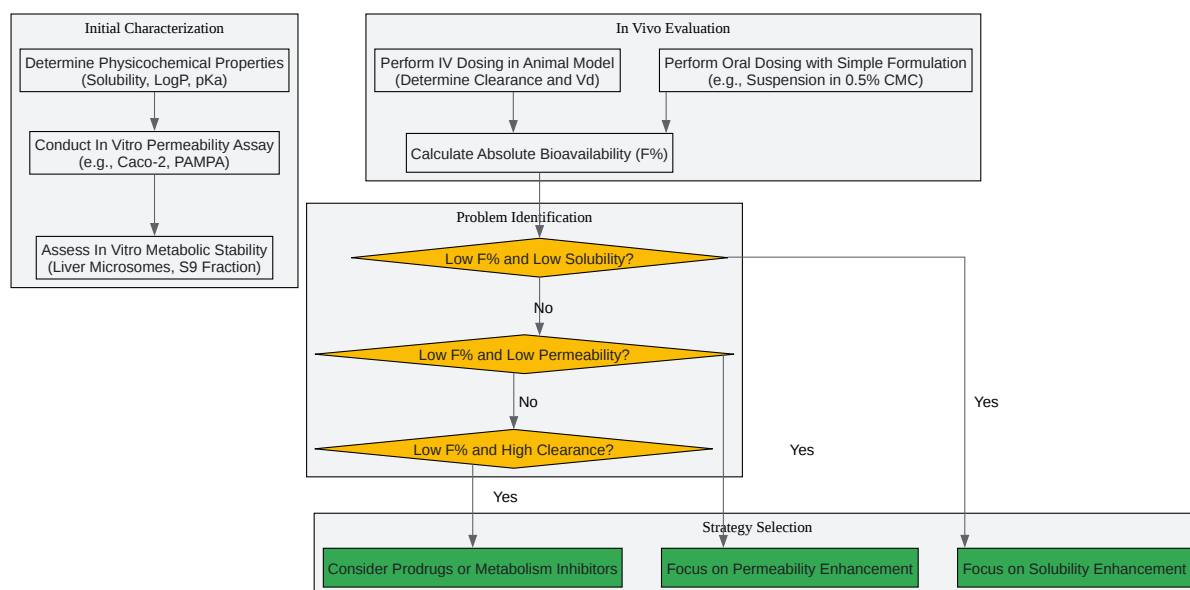 Initial Characterization
Determine Physicochemical Properties
(Solubility, LogP, pKa)
Conduct In Vitro Permeability Assay
(e.g., Caco-2, PAMPA)
Assess In Vitro Metabolic Stability
(Liver Microsomes, S9 Fraction)
In Vivo Evaluation
Perform IV Dosing in Animal Model
(Determine Clearance and Vd)
Perform Oral Dosing with Simple Formulation
(e.g., Suspension in 0.5% CMC)
Calculate Absolute Bioavailability (F%)
Problem Identification
Low F% and Low Solubility?
No
Low F% and Low Permeability?
No
Yes
Low F% and High Clearance?
Yes
Yes
Strategy Selection
Consider Prodrugs or Metabolism Inhibitors
Focus on Permeability Enhancement
Focus on Solubility Enhancement